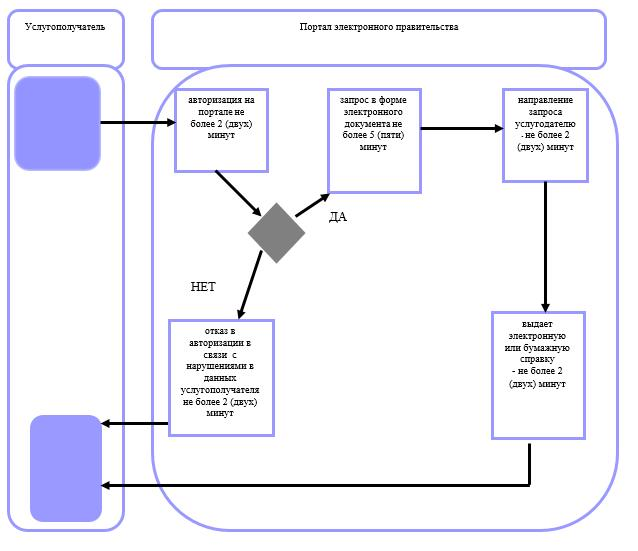 Услугополучатель
Портал электронного правительства
авторизация на
портале не
более 2 (двух)
минут
запрос в форме
электронного
документа не
более 5 (пяти)
минут
направление
запроса
услугодателю
- не более 2
(двух) минут
ДА
НЕТ
отказ в
авторизации в
связи с
нарушениями в
данных
услугополучателя
не более 2 (двух)
минут
выдает
электронную
или бумажную
справку
- не более 2
(двух) минут